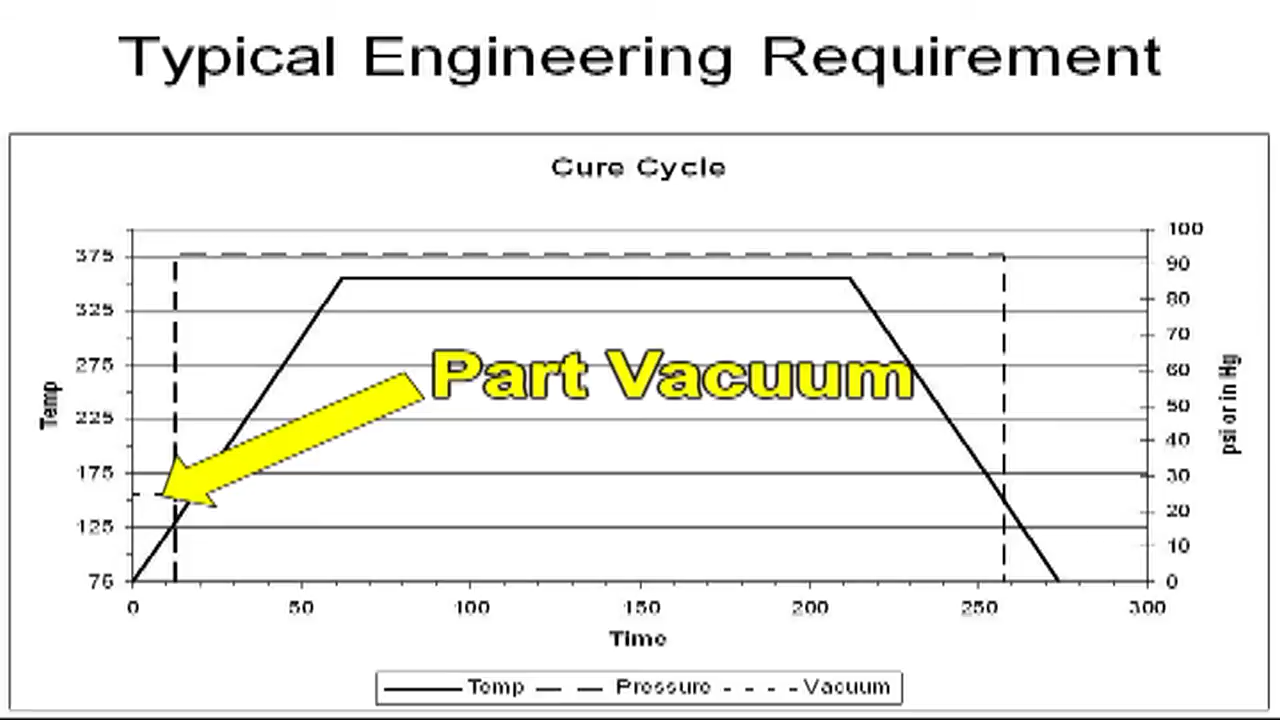 Typical Engineering Requirement
Cure Cycle
375
325
275
225
175
125
75
Temp
Part Vacuum
100
90
80
70
60
50
40
30
20
10
0
psi or in Hg
0 50 100 150 200 250 300
Time
Temp Pressure Vacuum